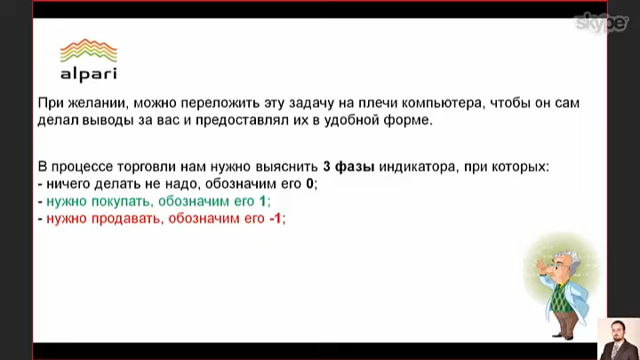 skype
alpari
При желании, можно переложить эту задачу на плечи компьютера, чтобы он сам
делал выводы за вас и предоставлял их в удобной форме.
В процессе торговли нам нужно выяснить 3 фазы индикатора, при которых:
- ничего делать не надо, обозначим его 0;
- нужно покупать, обозначим его 1;
- нужно продавать, обозначим его -1;